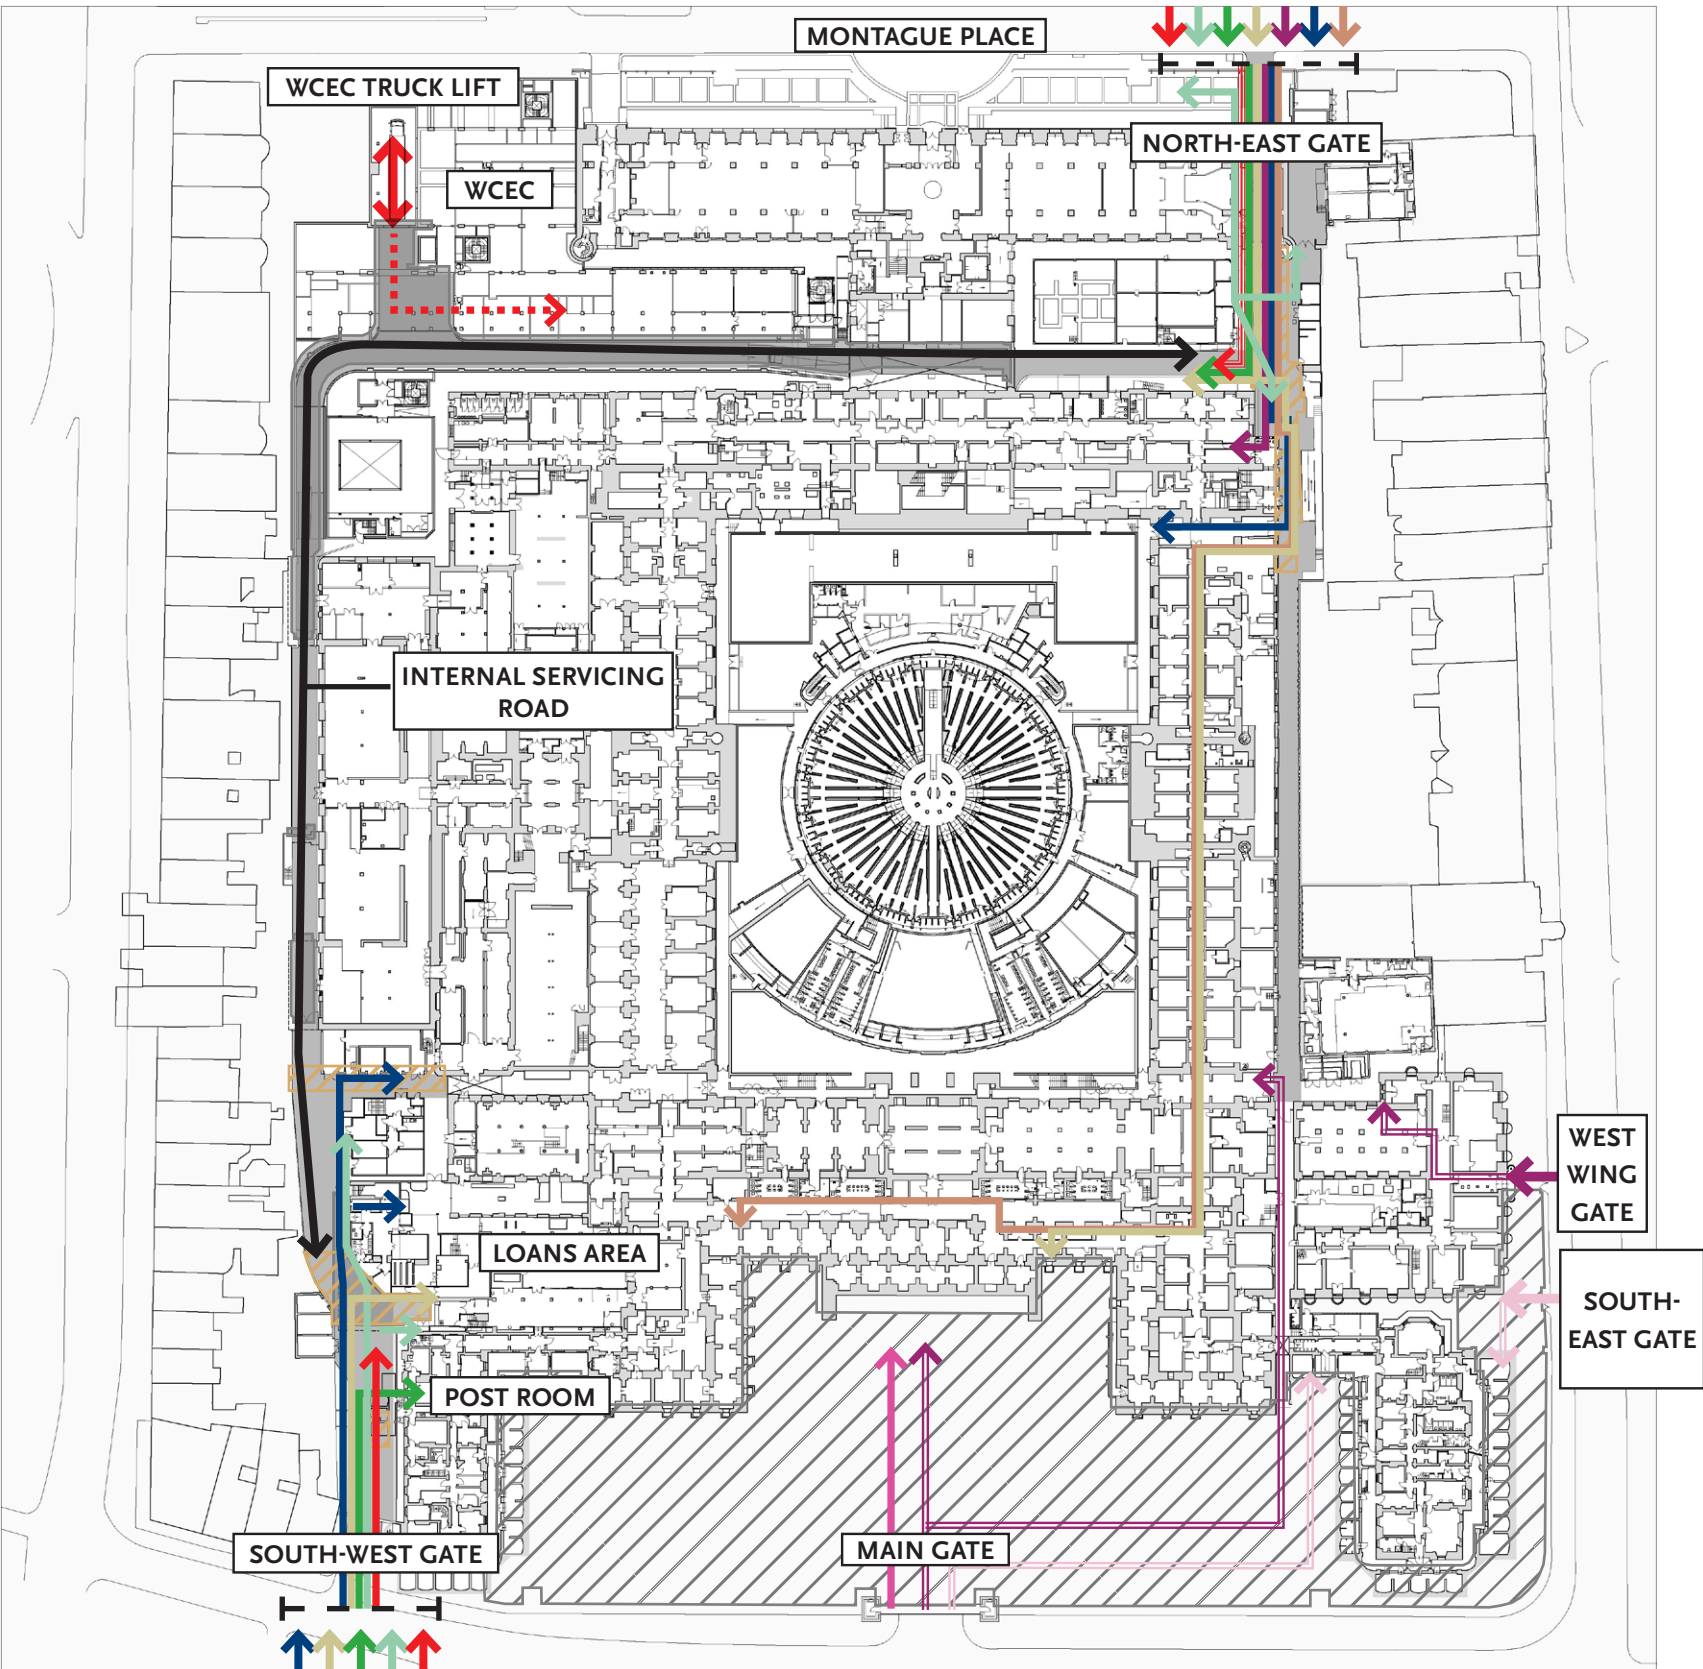 MONTAGUE PLACE
WCEC TRUCK LIFT
NORTH-EAST GATE
WCEC
INTERNAL SERVICING
ROAD
WEST
WING
GATE
LOANS AREA
SOUTH-
EAST GATE
POST ROOM
SOUTH-WEST GATE
MAIN GATE